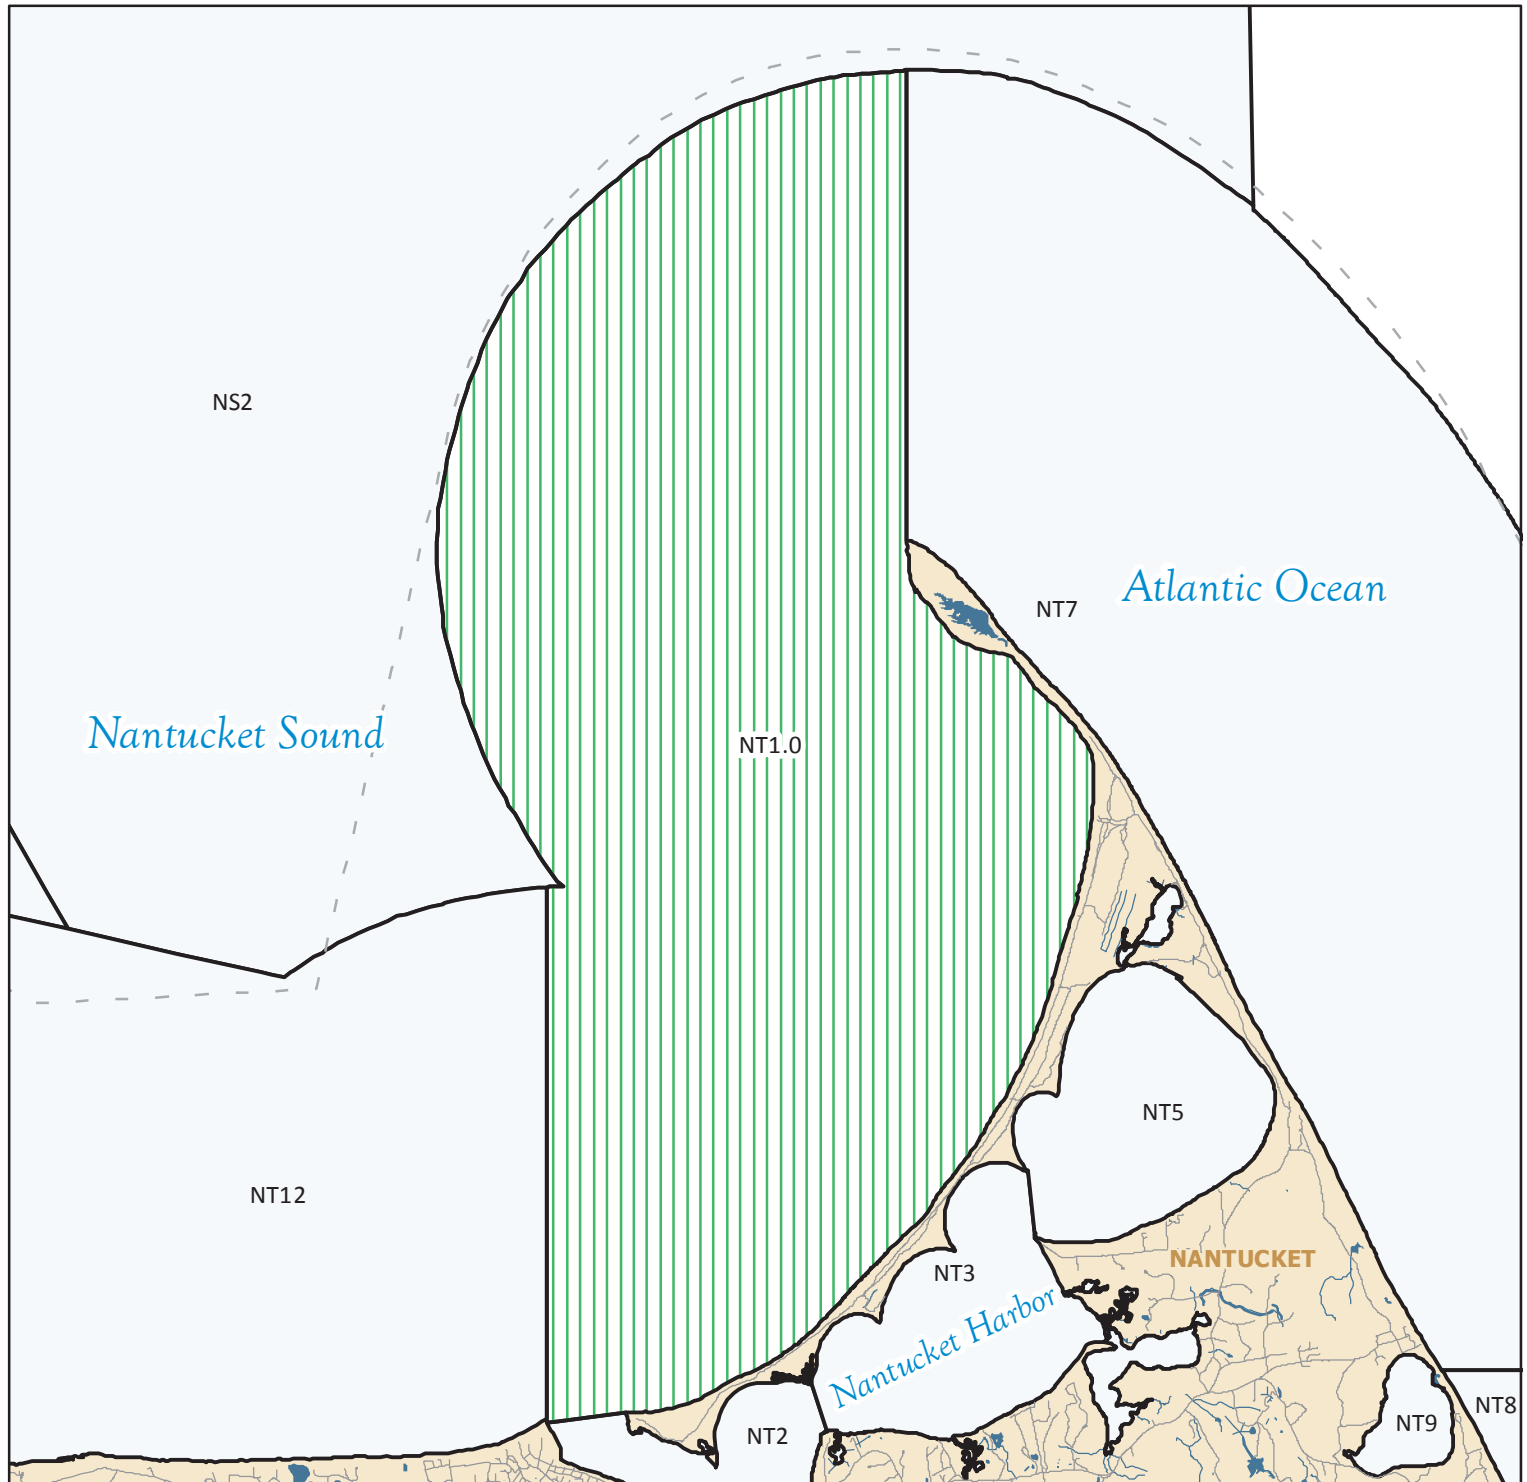 NS2
Atlantic Ocean
NT7
Nantucket Sound
NT1.0
NT5
NT12
NANTUCKET
NT3
Nantucket Harbor
NT8
NT9
NT2